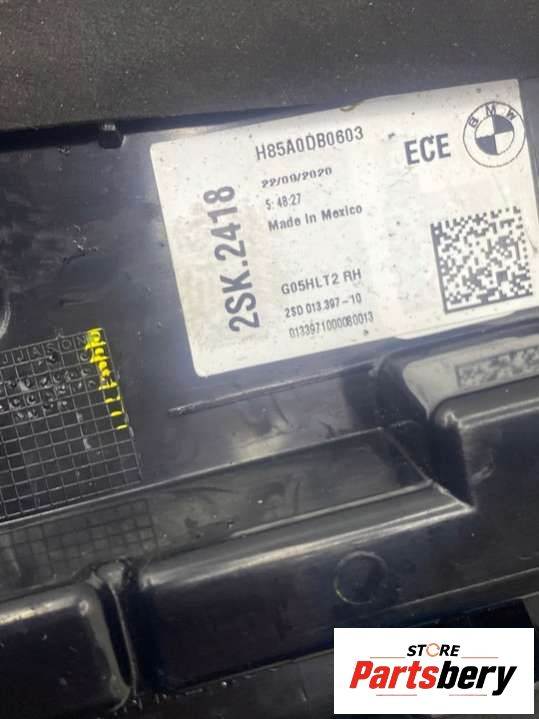 H85A0DB0603
ECE
BMW
22/09/2020
5:48:27
Made in Mexico
2SK.2418
G05HLT2 RH
2SD 013.397-10
0133971000080013
J J A S O N
STORE
Partsbery